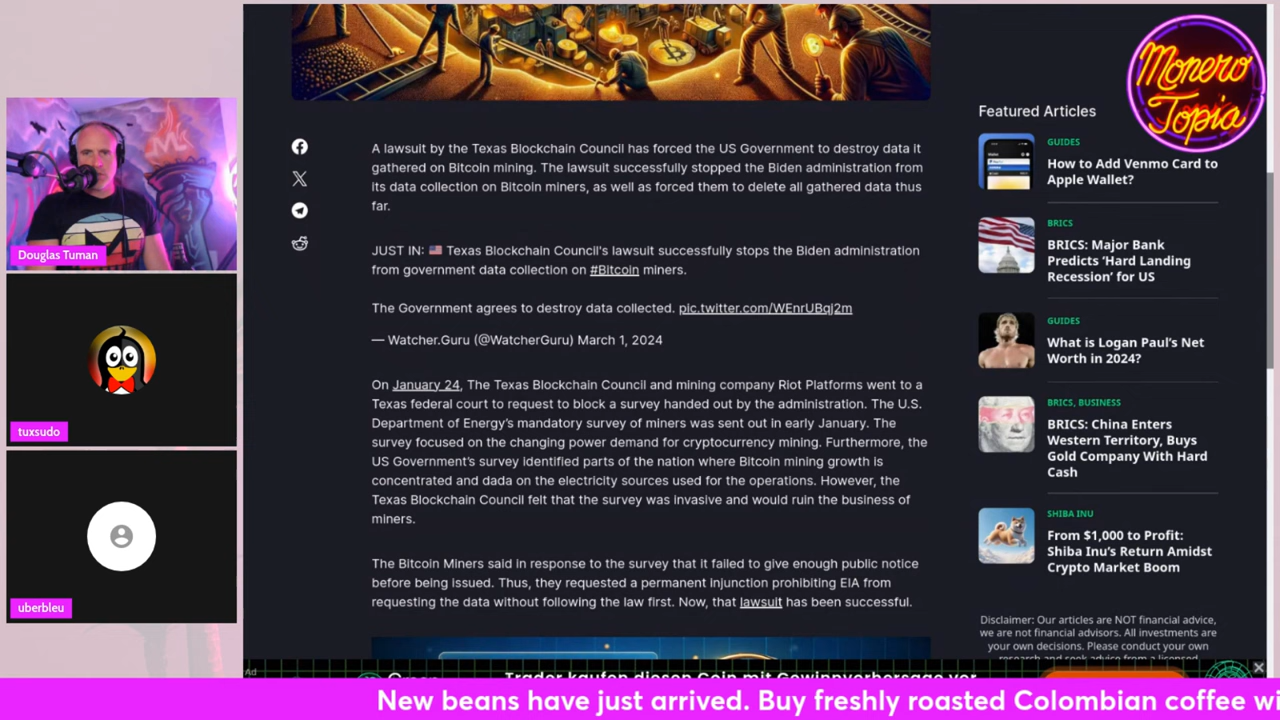 Monero
Topia
Douglas Tuman
tuxsudo
uberbleu
A lawsuit by the Texas Blockchain Council has forced the US Government to destroy data it
gathered on Bitcoin mining. The lawsuit successfully stopped the Biden administration from
its data collection on Bitcoin miners, as well as forced them to delete all gathered data thus
far.
JUST IN: 🇺🇸 Texas Blockchain Council's lawsuit successfully stops the Biden administration
from government data collection on #Bitcoin miners.
The Government agrees to destroy data collected. pic.twitter.com/WEnrUBqj2m
— Watcher.Guru (@WatcherGuru) March 1, 2024
On January 24, The Texas Blockchain Council and mining company Riot Platforms went to a
Texas federal court to request to block a survey handed out by the administration. The U.S.
Department of Energy's mandatory survey of miners was sent out in early January. The
survey focused on the changing power demand for cryptocurrency mining. Furthermore, the
US Government's survey identified parts of the nation where Bitcoin mining growth is
concentrated and dada on the electricity sources used for the operations. However, the
Texas Blockchain Council felt that the survey was invasive and would ruin the business of
miners.
The Bitcoin Miners said in response to the survey that it failed to give enough public notice
before being issued. Thus, they requested a permanent injunction prohibiting EIA from
requesting the data without following the law first. Now, that lawsuit has been successful.
Featured Articles
GUIDES
How to Add Venmo Card to
Apple Wallet?
BRICS
BRICS: Major Bank
Predicts 'Hard Landing
Recession' for US
GUIDES
What is Logan Paul's Net
Worth in 2024?
BRICS, BUSINESS
BRICS: China Enters
Western Territory, Buys
Gold Company With Hard
Cash
SHIBA INU
From $1,000 to Profit:
Shiba Inu's Return Amidst
Crypto Market Boom
Disclaimer: Our articles are NOT financial advice,
we are not financial advisors. All investments are
your own decisions. Please conduct your own
research and seek advice from a licensed
Ad
Trader kaufen diesen Coin mit Gewinnvorhersage vor
New beans have just arrived. Buy freshly roasted Colombian coffee wi